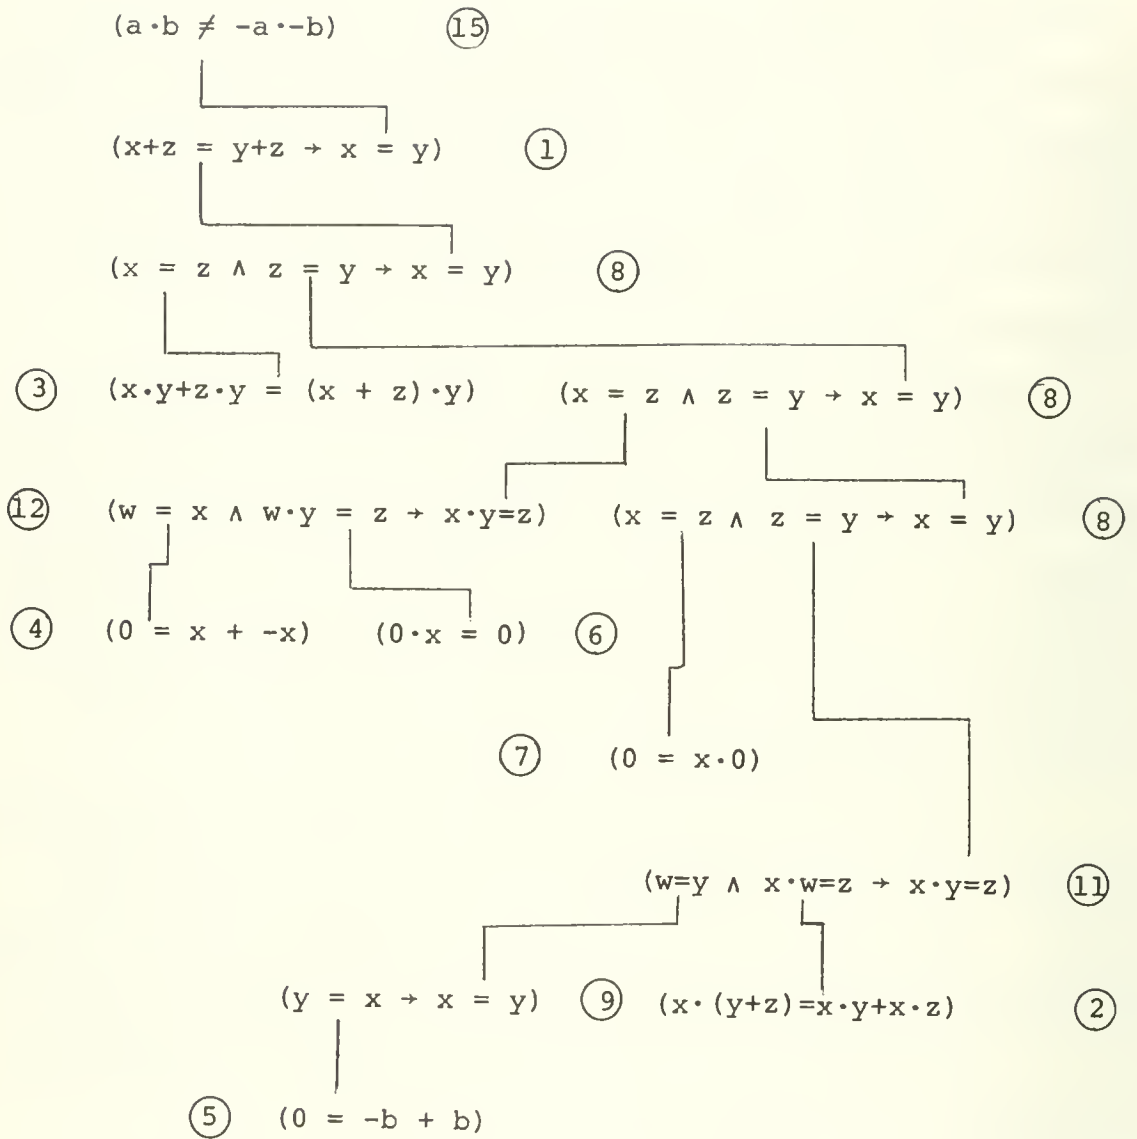 (a·b ≠ -a·-b) ⑮
(x+z = y+z → x = y) ①
(x = z ∧ z = y → x = y) ⑧
③ (x·y+z·y = (x + z)·y) (x = z ∧ z = y → x = y) ⑧
⑫ (w = x ∧ w·y = z → x·y=z) (x = z ∧ z = y → x = y) ⑧
④ (0 = x + -x) (0·x = 0) ⑥
⑦ (0 = x·0)
(w=y ∧ x·w=z → x·y=z) ⑪
(y = x → x = y) ⑨ (x·(y+z)=x·y+x·z) ②
⑤ (0 = -b + b)